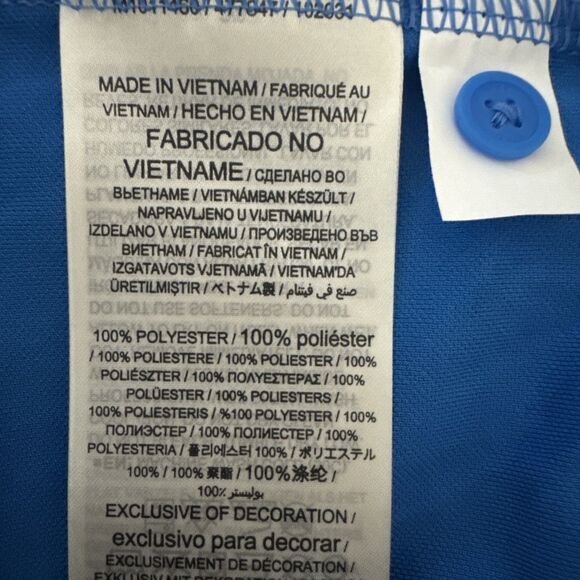 MADE IN VIETNAM / FABRIQUÉ AU
VIETNAM / HECHO EN VIETNAM /
FABRICADO NO
VIETNAME / СДЕЛАНО ВО
ВЬЕТНАМЕ / VIETNÁMBAN KÉSZÜLT /
NAPRAVLJENO U VIJETNAMU /
IZDELANO V VIETNAMU / ПРОИЗВЕДЕНО ВЪВ
ВИЕТНАМ / FABRICAT ÎN VIETNAM /
IZGATAVOTS VJETNAMĀ / VIETNAM'DA
ÜRETILMIŞTIR / ベトナム製 / صنع في فيتنام
100% POLYESTER / 100% poliéster
/ 100% POLIESTERE / 100% POLIESTER / 100%
POLIÉSZTER / 100% ΠΟΛΥΕΣΤΕΡΑΣ / 100%
POLÜESTER / 100% POLIESTERS /
100% POLIESTERIS / %100 POLYESTER / 100%
ПОЛИЭСТЕР / 100% ПОЛИЕСТЕР / 100%
POLYESTERIA / 폴리에스터 100% / ポリエステル
100% / 100% 聚酯 / 100%涤纶 /
بوليستر 100٪
EXCLUSIVE OF DECORATION /
exclusivo para decorar /
EXCLUSIVEMENT DE DÉCORATION /